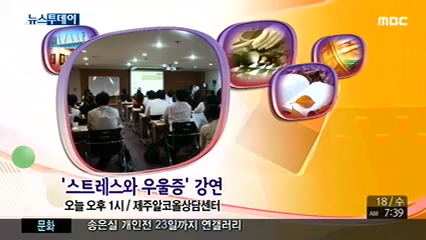 뉴스투데이
MBC
'스트레스와 우울증' 강연
오늘 오후 1시 / 제주알코올상담센터
18 / 수
AM 7:39
문화 송은실 개인전 23일까지 연갤러리